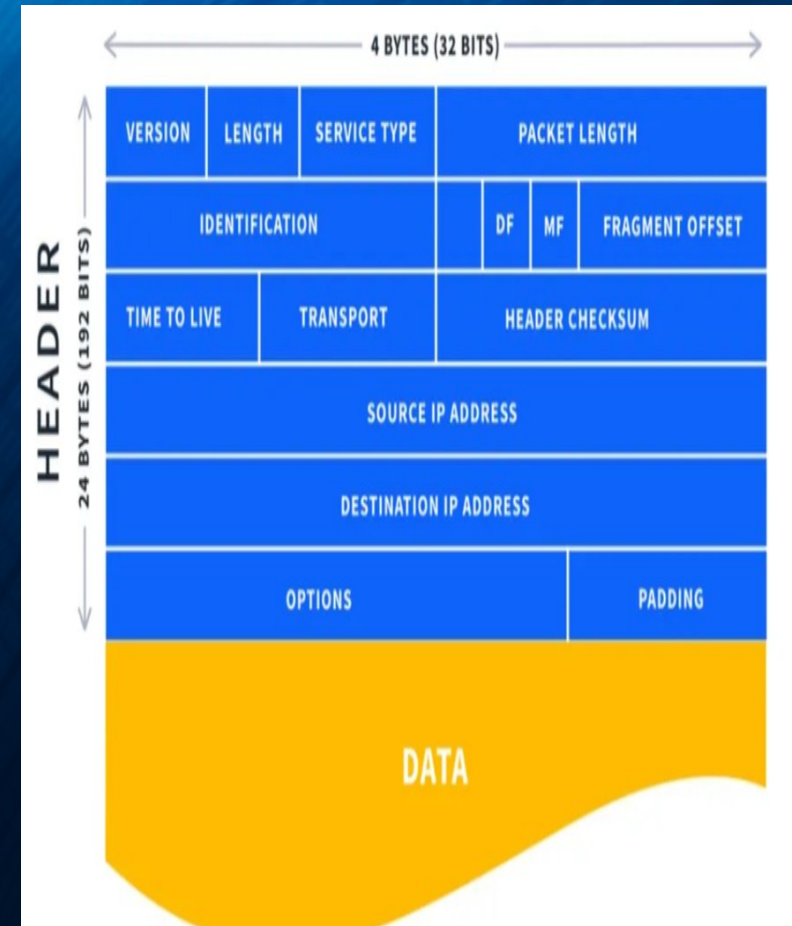 4 BYTES (32 BITS)
HEADER
24 BYTES (192 BITS)
VERSION LENGTH SERVICE TYPE PACKET LENGTH
IDENTIFICATION DF MF FRAGMENT OFFSET
TIME TO LIVE TRANSPORT HEADER CHECKSUM
SOURCE IP ADDRESS
DESTINATION IP ADDRESS
OPTIONS PADDING
DATA